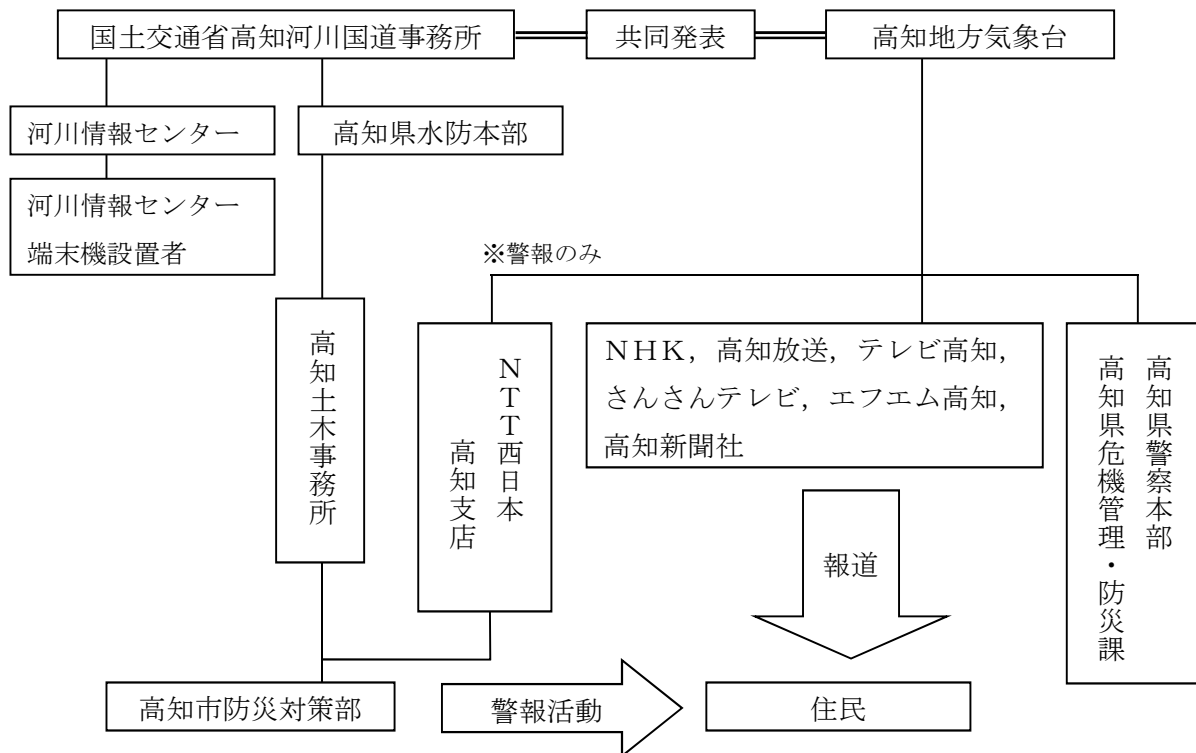 国土交通省高知河川国道事務所
共同発表
高知地方気象台
河川情報センター
高知県水防本部
河川情報センター
端末機設置者
※警報のみ
高知土木事務所
ＮＴＴ西日本
高知支店
ＮＨＫ，高知放送，テレビ高知，
さんさんテレビ，エフエム高知，
高知新聞社
高知県警察本部
高知県危機管理・防災課
報道
高知市防災対策部
警報活動
住民